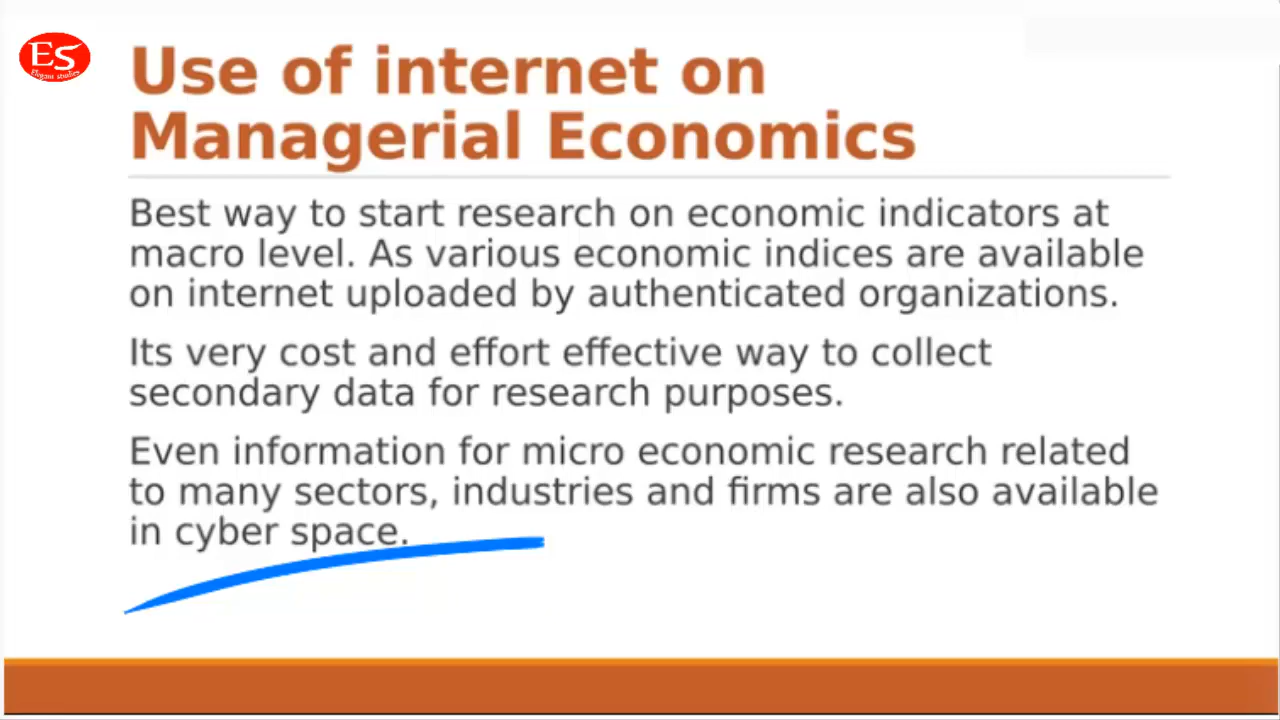 ES
Elegant studies
Use of internet on
Managerial Economics
Best way to start research on economic indicators at
macro level. As various economic indices are available
on internet uploaded by authenticated organizations.
Its very cost and effort effective way to collect
secondary data for research purposes.
Even information for micro economic research related
to many sectors, industries and firms are also available
in cyber space.